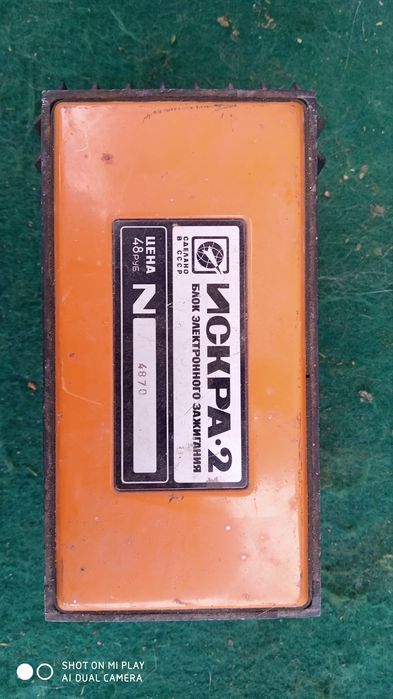 ИСКРА·2
БЛОК ЭЛЕКТРОННОГО ЗАЖИГАНИЯ
СДЕЛАНО
В СССР
ЦЕНА
48 РУБ.
N
4870
SHOT ON MI PLAY
AI DUAL CAMERA